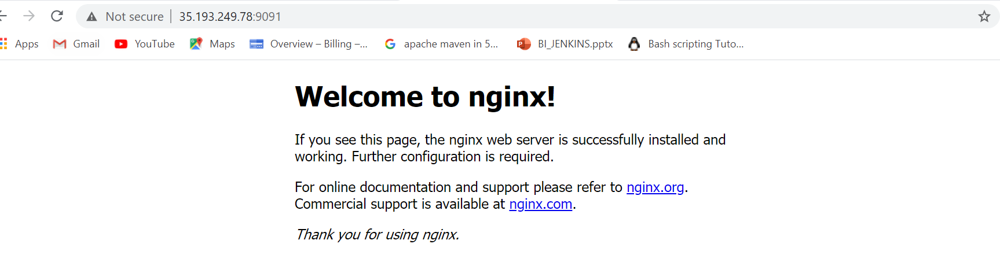 Not secure | 35.193.249.78:9091
Apps Gmail YouTube Maps Overview – Billing –... apache maven in 5... BI_JENKINS.pptx Bash scripting Tuto...
Welcome to nginx!
If you see this page, the nginx web server is successfully installed and
working. Further configuration is required.
For online documentation and support please refer to nginx.org.
Commercial support is available at nginx.com.
Thank you for using nginx.